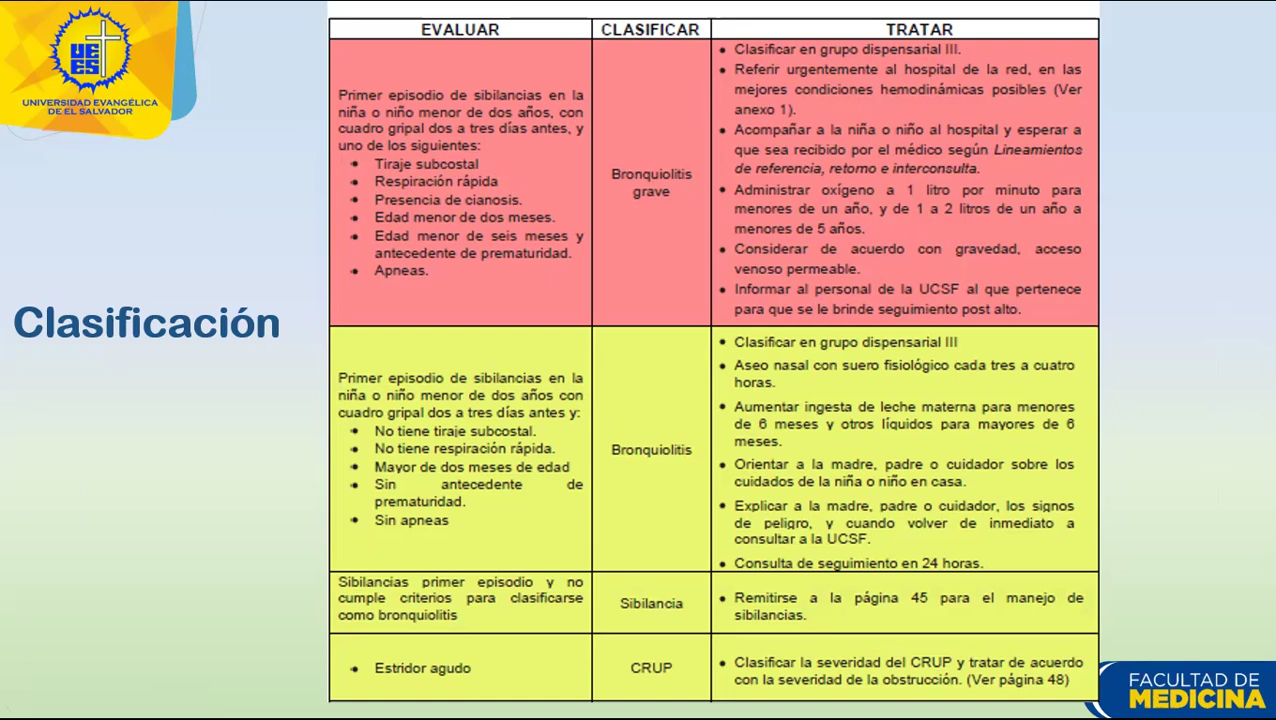 UE
ES
UNIVERSIDAD EVANGÉLICA
DE EL SALVADOR
Clasificación
EVALUAR
CLASIFICAR
TRATAR
Primer episodio de sibilancias en la
niña o niño menor de dos años, con
cuadro gripal dos a tres días antes, y
uno de los siguientes:
• Tiraje subcostal
• Respiración rápida
• Presencia de cianosis.
• Edad menor de dos meses.
• Edad menor de seis meses y
antecedente de prematuridad.
• Apneas.
Bronquiolitis
grave
• Clasificar en grupo dispensarial III.
• Referir urgentemente al hospital de la red, en las
mejores condiciones hemodinámicas posibles (Ver
anexo 1).
• Acompañar a la niña o niño al hospital y esperar a
que sea recibido por el médico según Lineamientos
de referencia, retorno e interconsulta.
• Administrar oxígeno a 1 litro por minuto para
menores de un año, y de 1 a 2 litros de un año a
menores de 5 años.
• Considerar de acuerdo con gravedad, acceso
venoso permeable.
• Informar al personal de la UCSF al que pertenece
para que se le brinde seguimiento post alto.
Primer episodio de sibilancias en la
niña o niño menor de dos años con
cuadro gripal dos a tres días antes y:
• No tiene tiraje subcostal.
• No tiene respiración rápida.
• Mayor de dos meses de edad
• Sin antecedente de
prematuridad.
• Sin apneas
Bronquiolitis
• Clasificar en grupo dispensarial III
• Aseo nasal con suero fisiológico cada tres a cuatro
horas.
• Aumentar ingesta de leche materna para menores
de 6 meses y otros líquidos para mayores de 6
meses.
• Orientar a la madre, padre o cuidador sobre los
cuidados de la niña o niño en casa.
• Explicar a la madre, padre o cuidador, los signos
de peligro, y cuando volver de inmediato a
consultar a la UCSF.
• Consulta de seguimiento en 24 horas.
Sibilancias primer episodio y no
cumple criterios para clasificarse
como bronquiolitis
Sibilancia
• Remitirse a la página 45 para el manejo de
sibilancias.
• Estridor agudo
CRUP
• Clasificar la severidad del CRUP y tratar de acuerdo
con la severidad de la obstrucción. (Ver página 48)
FACULTAD DE
MEDICINA